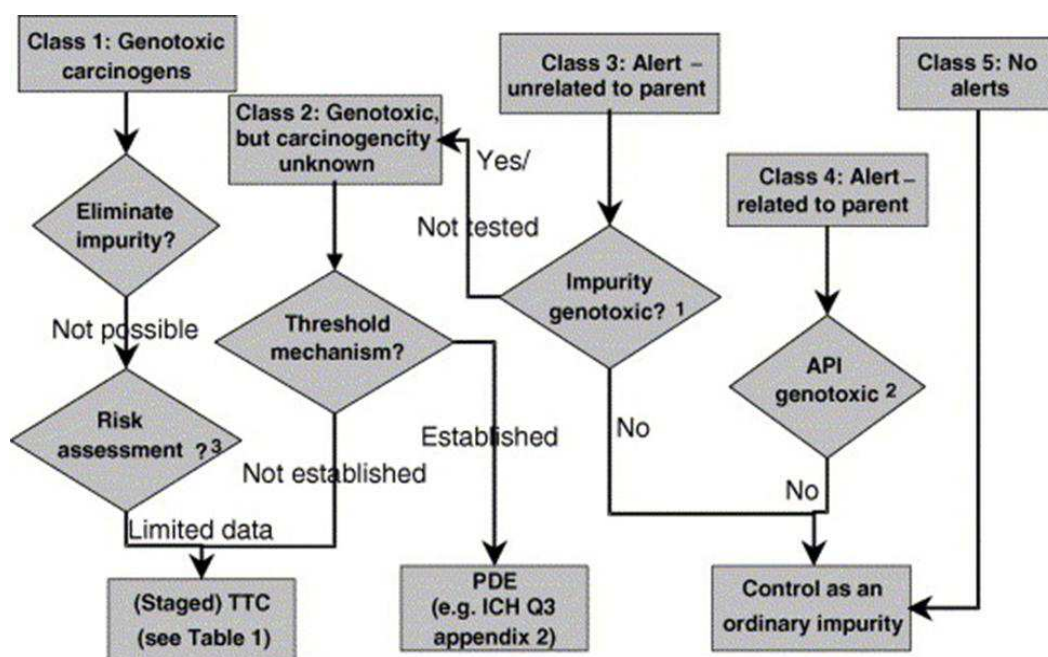 Class 1: Genotoxic
carcinogens
Class 2: Genotoxic,
but carcinogencity
unknown
Class 3: Alert –
unrelated to parent
Class 5: No
alerts
Class 4: Alert –
related to parent
Yes/
Not tested
Eliminate
impurity?
Impurity
genotoxic? 1
Not possible
Threshold
mechanism?
API
genotoxic 2
Risk
assessment ?3
Established
Not established
No
No
Limited data
(Staged) TTC
(see Table 1)
PDE
(e.g. ICH Q3
appendix 2)
Control as an
ordinary impurity